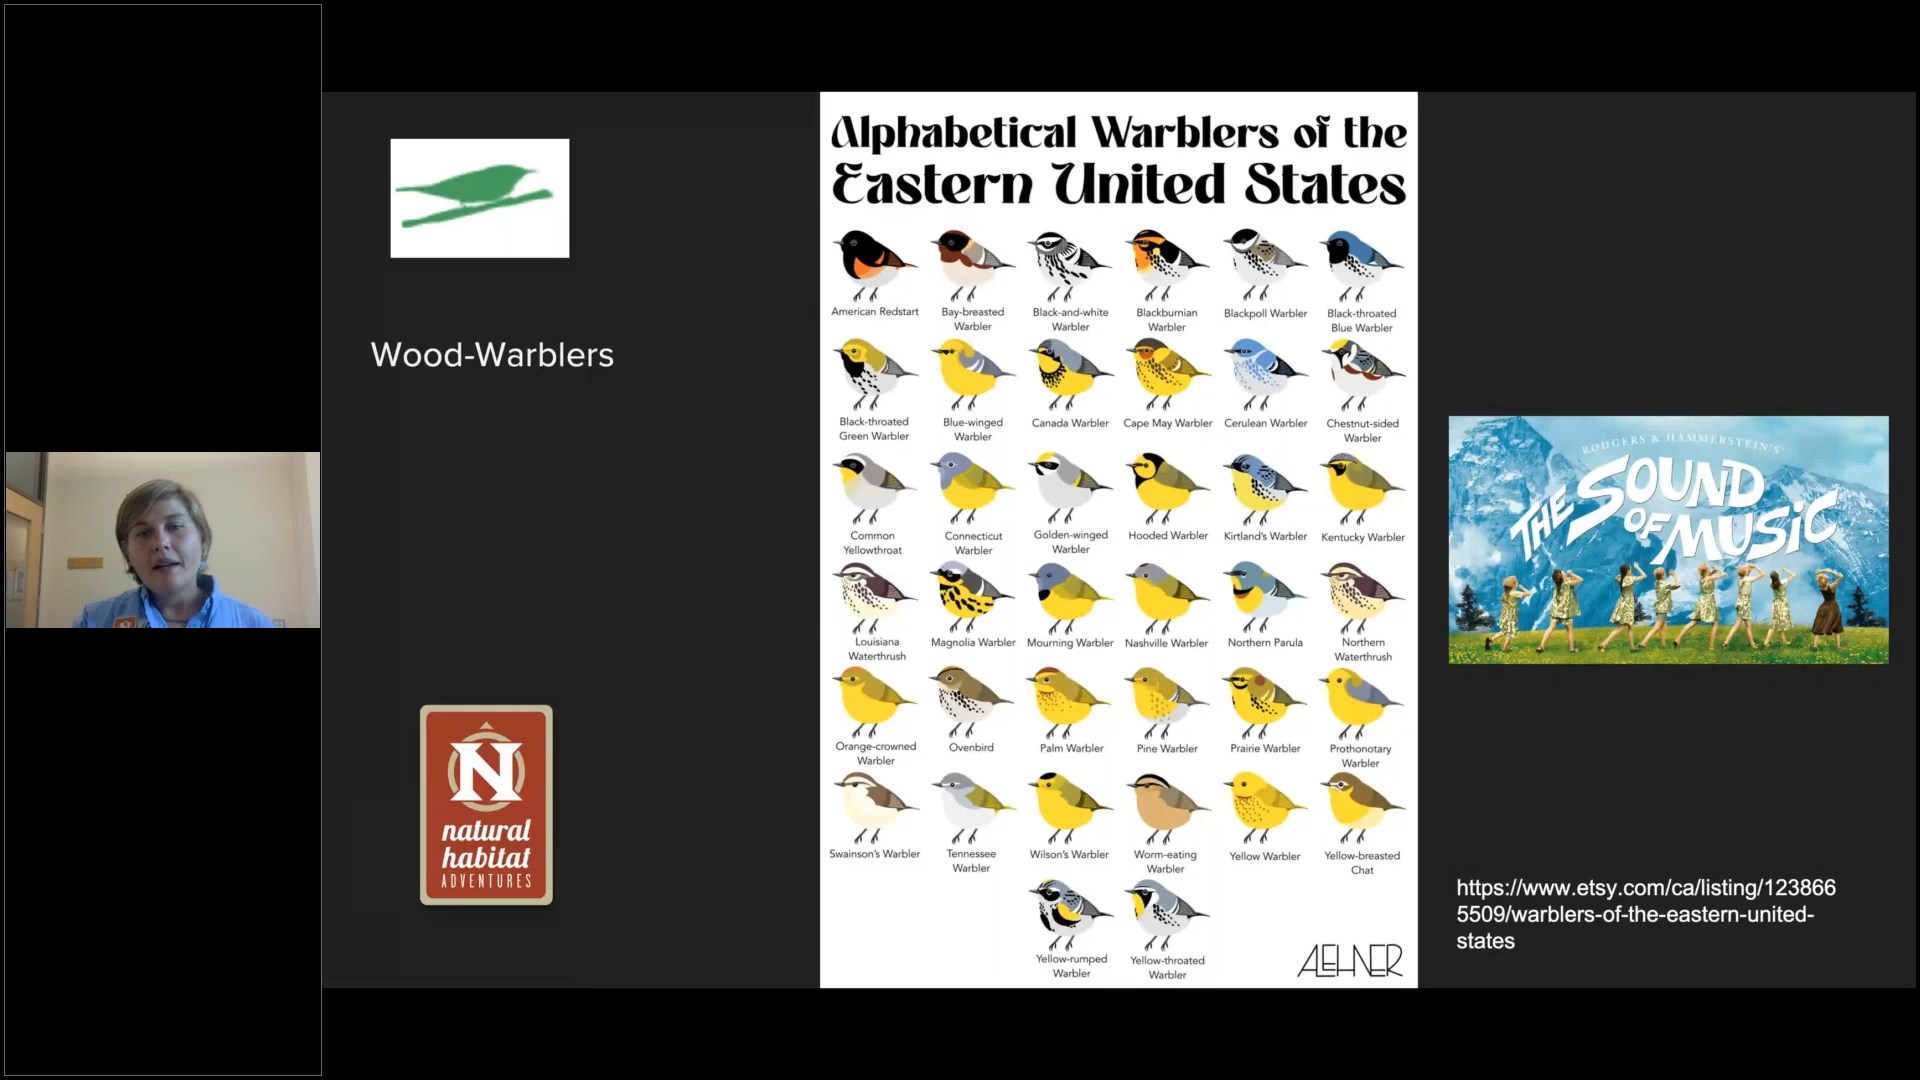 Wood-Warblers
N
natural
habitat
ADVENTURES
Alphabetical Warblers of the
Eastern United States
American Redstart
Bay-breasted
Warbler
Black-and-white
Warbler
Blackburnian
Warbler
Blackpoll Warbler
Black-throated
Blue Warbler
Black-throated
Green Warbler
Blue-winged
Warbler
Canada Warbler
Cape May Warbler
Cerulean Warbler
Chestnut-sided
Warbler
Common
Yellowthroat
Connecticut
Warbler
Golden-winged
Warbler
Hooded Warbler
Kirtland's Warbler
Kentucky Warbler
Louisiana
Waterthrush
Magnolia Warbler
Mourning Warbler
Nashville Warbler
Northern Parula
Northern
Waterthrush
Orange-crowned
Warbler
Ovenbird
Palm Warbler
Pine Warbler
Prairie Warbler
Prothonotary
Warbler
Swainson's Warbler
Tennessee
Warbler
Wilson's Warbler
Worm-eating
Warbler
Yellow Warbler
Yellow-breasted
Chat
Yellow-rumped
Warbler
Yellow-throated
Warbler
ALEHNER
RODGERS & HAMMERSTEIN'S
THE SOUND
OF MUSIC
https://www.etsy.com/ca/listing/123866
5509/warblers-of-the-eastern-united-
states